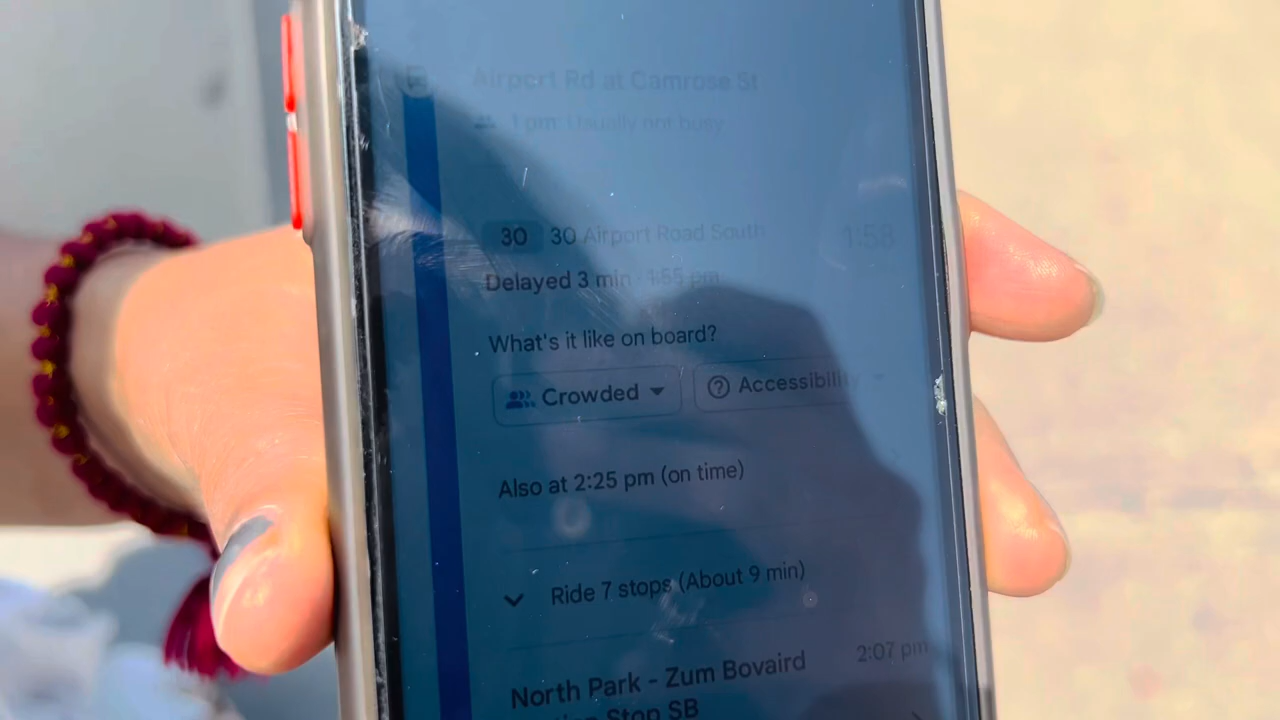 Airport Rd at Camrose St
1 pm: Usually not busy
30 30 Airport Road South 1:58
Delayed 3 min · 1:55 pm
What's it like on board?
Crowded
Also at 2:25 pm (on time)
Ride 7 stops (About 9 min)
2:07 pm
North Park - Zum Bovaird
Stop SB